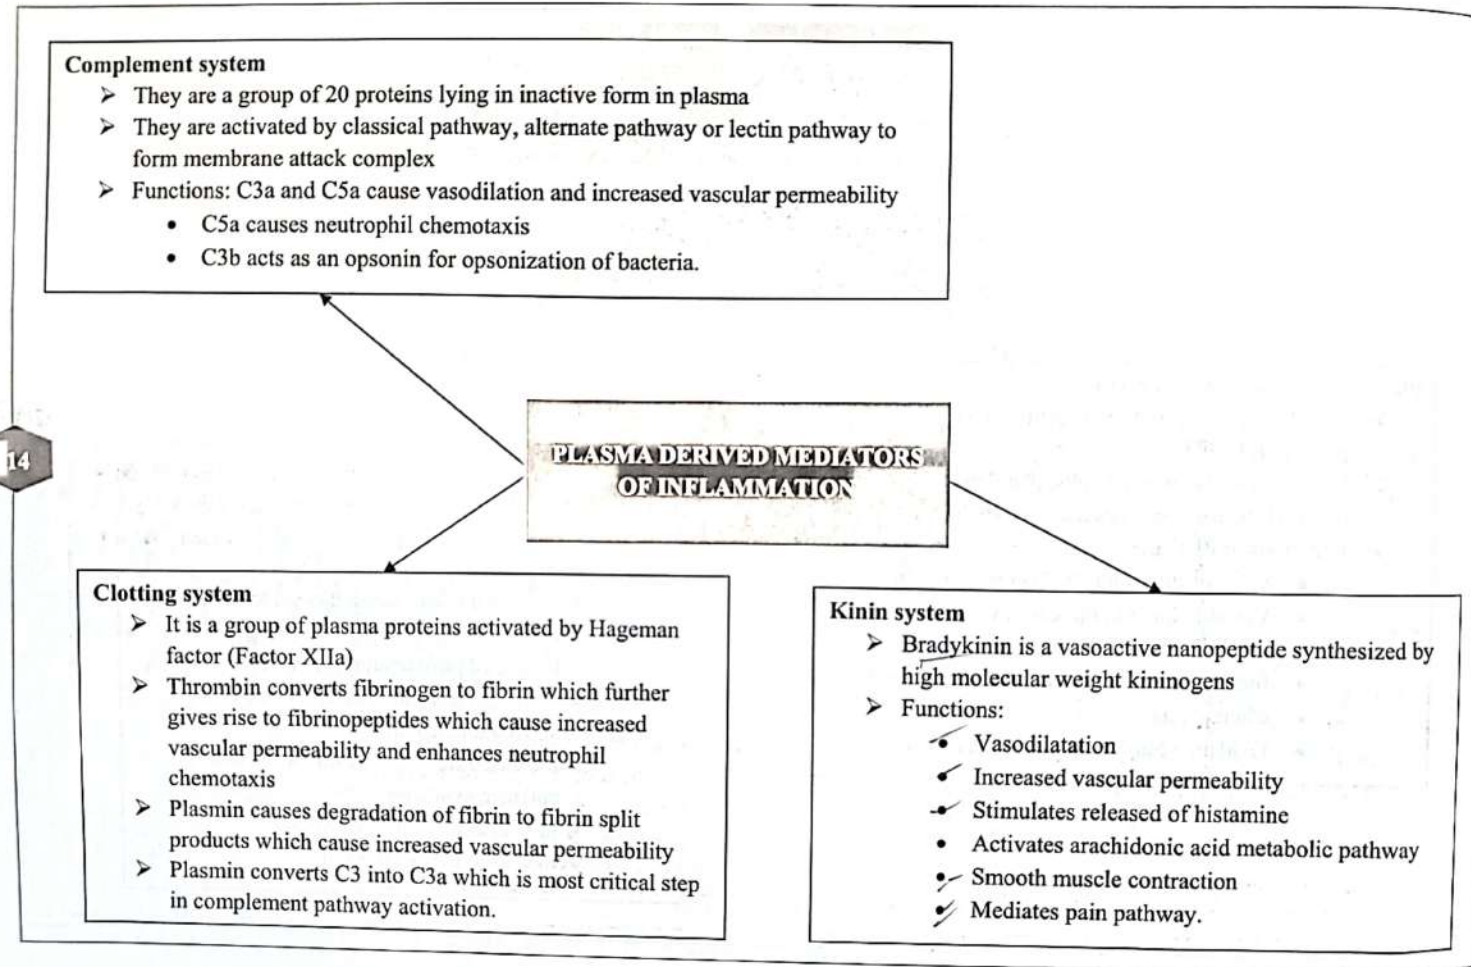 Complement system
➢ They are a group of 20 proteins lying in inactive form in plasma
➢ They are activated by classical pathway, alternate pathway or lectin pathway to
form membrane attack complex
➢ Functions: C3a and C5a cause vasodilation and increased vascular permeability
• C5a causes neutrophil chemotaxis
• C3b acts as an opsonin for opsonization of bacteria.
14
PLASMA DERIVED MEDIATORS
OF INFLAMMATION
Clotting system
➢ It is a group of plasma proteins activated by Hageman
factor (Factor XIIa)
➢ Thrombin converts fibrinogen to fibrin which further
gives rise to fibrinopeptides which cause increased
vascular permeability and enhances neutrophil
chemotaxis
➢ Plasmin causes degradation of fibrin to fibrin split
products which cause increased vascular permeability
➢ Plasmin converts C3 into C3a which is most critical step
in complement pathway activation.
Kinin system
➢ Bradykinin is a vasoactive nanopeptide synthesized by
high molecular weight kininogens
➢ Functions:
• Vasodilatation
• Increased vascular permeability
• Stimulates released of histamine
• Activates arachidonic acid metabolic pathway
• Smooth muscle contraction
• Mediates pain pathway.